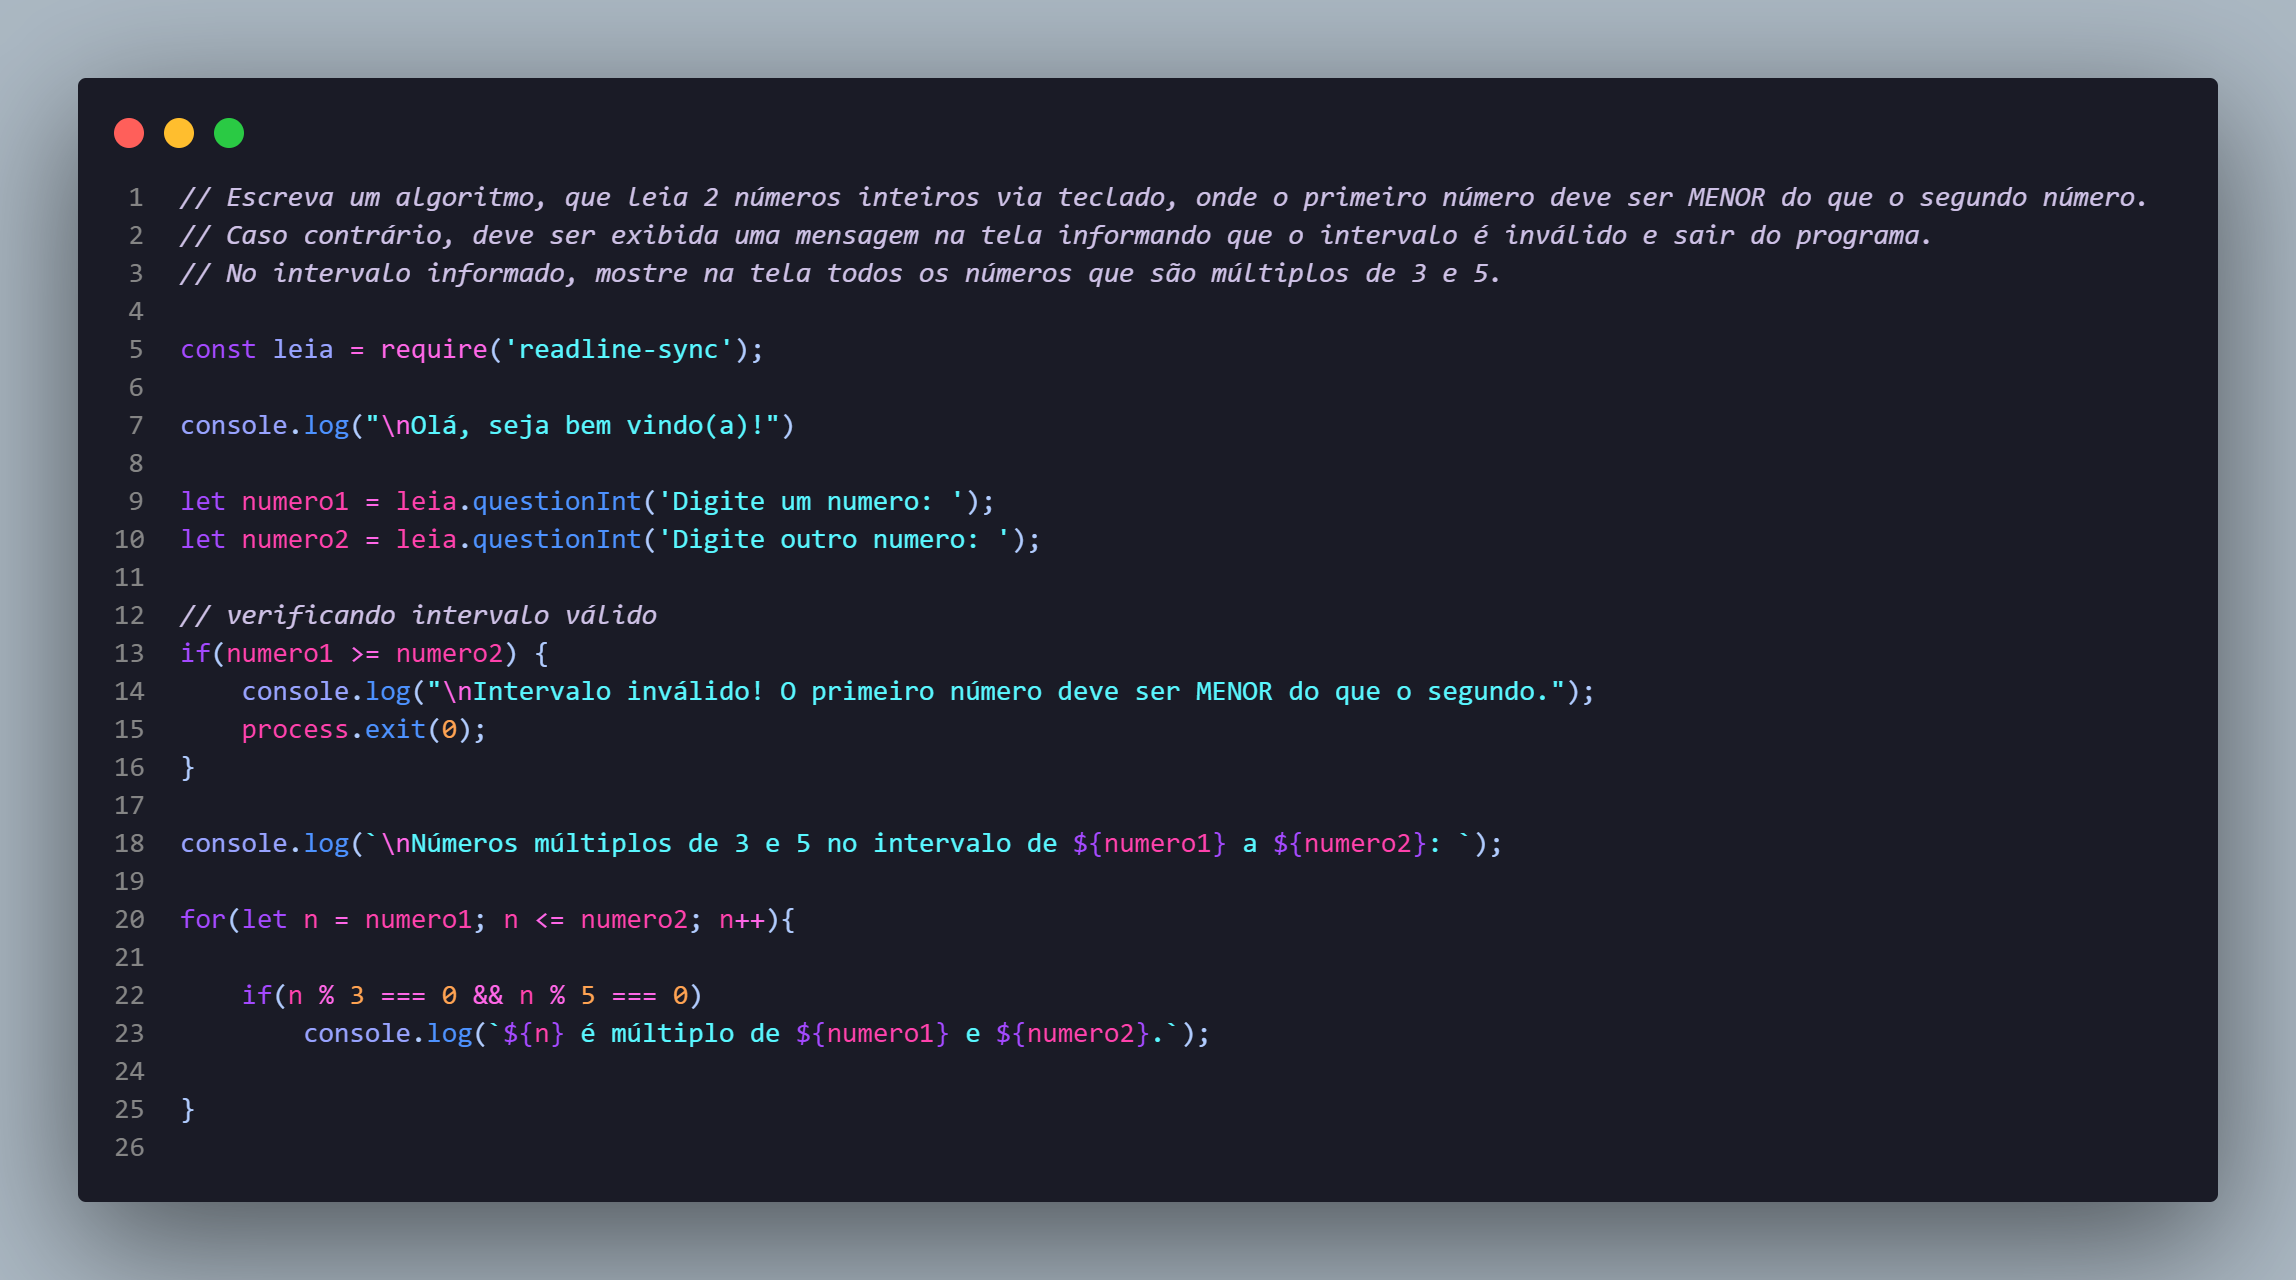 1 // Escreva um algoritmo, que leia 2 números inteiros via teclado, onde o primeiro número deve ser MENOR do que o segundo número.
2 // Caso contrário, deve ser exibida uma mensagem na tela informando que o intervalo é inválido e sair do programa.
3 // No intervalo informado, mostre na tela todos os números que são múltiplos de 3 e 5.
4
5 const leia = require('readline-sync');
6
7 console.log("\nOlá, seja bem vindo(a)!")
8
9 let numero1 = leia.questionInt('Digite um numero: ');
10 let numero2 = leia.questionInt('Digite outro numero: ');
11
12 // verificando intervalo válido
13 if(numero1 >= numero2) {
14     console.log("\nIntervalo inválido! O primeiro número deve ser MENOR do que o segundo.");
15     process.exit(0);
16 }
17
18 console.log(`\nNúmeros múltiplos de 3 e 5 no intervalo de ${numero1} a ${numero2}: `);
19
20 for(let n = numero1; n <= numero2; n++){
21
22     if(n % 3 === 0 && n % 5 === 0)
23         console.log(`${n} é múltiplo de ${numero1} e ${numero2}.`);
24
25 }
26